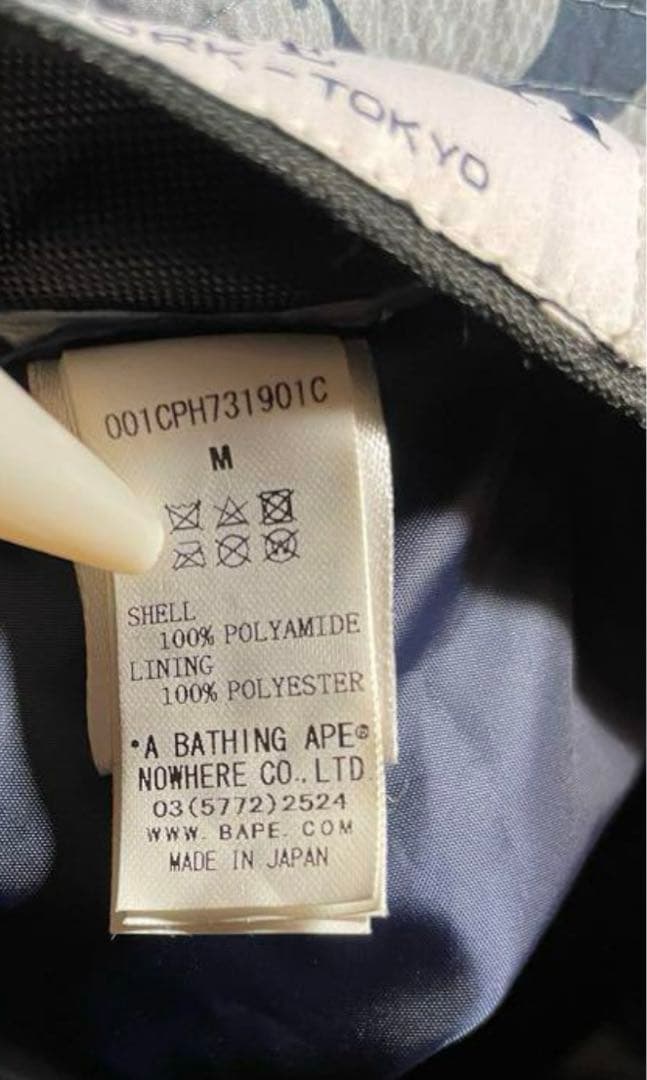 TOKYO
001CPH731901C
M
SHELL
100% POLYAMIDE
LINING
100% POLYESTER
•A BATHING APE®
NOWHERE CO.,LTD
03(5772)2524
WWW. BAPE. COM
MADE IN JAPAN